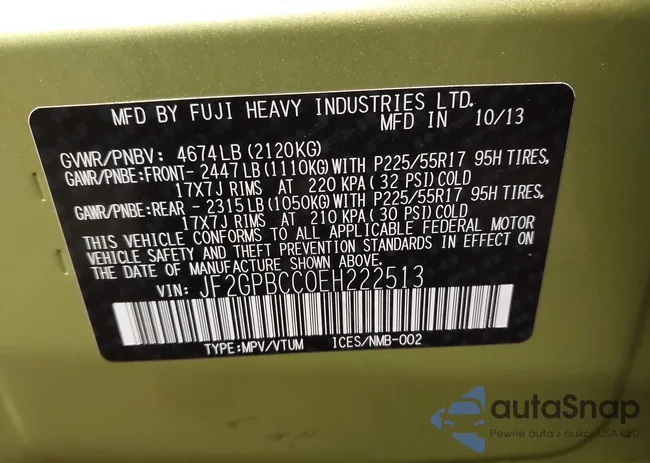 MFD BY FUJI HEAVY INDUSTRIES LTD.
MFD IN 10/13
GVWR/PNBV: 4674LB(2120KG)
GAWR/PNBE:FRONT- 2447LB(1110KG)WITH P225/55R17 95H TIRES,
17X7J RIMS AT 220 KPA(32 PSI)COLD
GAWR/PNBE:REAR - 2315LB(1050KG)WITH P225/55R17 95H TIRES,
17X7J RIMS AT 210 KPA(30 PSI)COLD
THIS VEHICLE CONFORMS TO ALL APPLICABLE FEDERAL MOTOR
VEHICLE SAFETY AND THEFT PREVENTION STANDARDS IN EFFECT ON
THE DATE OF MANUFACTURE SHOWN ABOVE.
VIN: JF2GPBCC0EH222513
TYPE:MPV/VTUM ICES/NMB-002
autaSnap
Pewne auta z aukcji USA